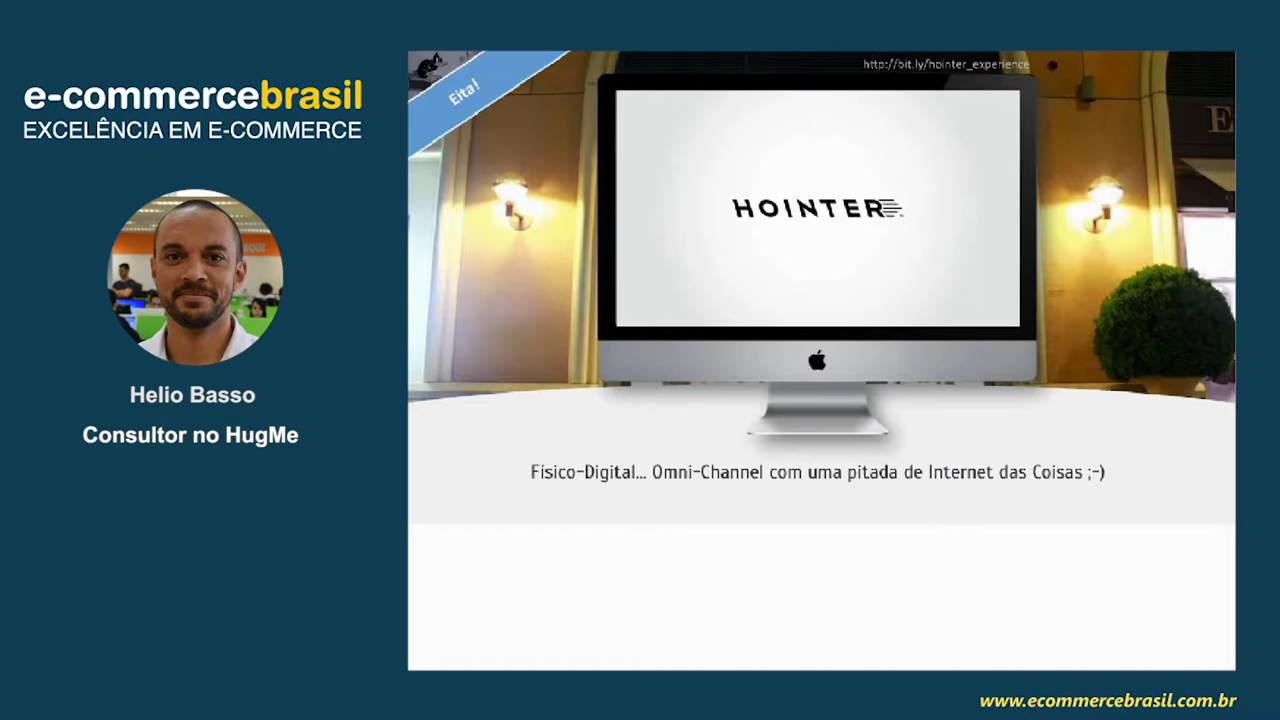 e-commercebrasil
EXCELÊNCIA EM E-COMMERCE
Helio Basso
Consultor no HugMe
Eita!
http://bit.ly/hointer_experience
HOINTER
E
Físico-Digital... Omni-Channel com uma pitada de Internet das Coisas ;-)
www.ecommercebrasil.com.br